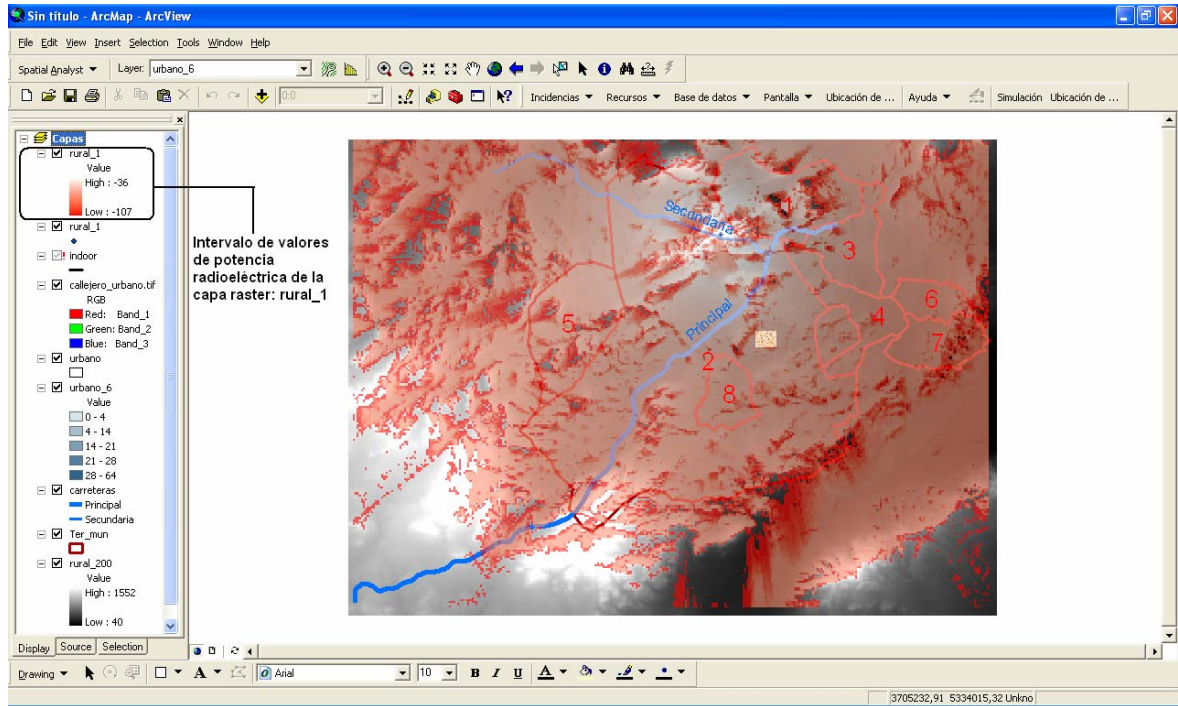 Sin título - ArcMap - ArcView
File Edit View Insert Selection Tools Window Help
Spatial Analyst Layer: urbano_6
0:0 Incidencias Recursos Base de datos Pantalla Ubicación de ... Ayuda Simulación Ubicación de ...
Capas
rural_1
Value
High : -36
Low : -107
rural_1
indoor
callejero_urbano.tif
RGB
Red: Band_1
Green: Band_2
Blue: Band_3
urbano
urbano_6
Value
0 - 4
4 - 14
14 - 21
21 - 28
28 - 64
carreteras
Principal
Secundaria
Ter_mun
rural_200
Value
High : 1552
Low : 40
Intervalo de valores
de potencia
radioeléctrica de la
capa raster: rural_1
Secundaria
Principal
1
3
6
4
7
5
2
8
Display Source Selection
Drawing Arial 10 B I U A
3705232,91 5334015,32 Unkno